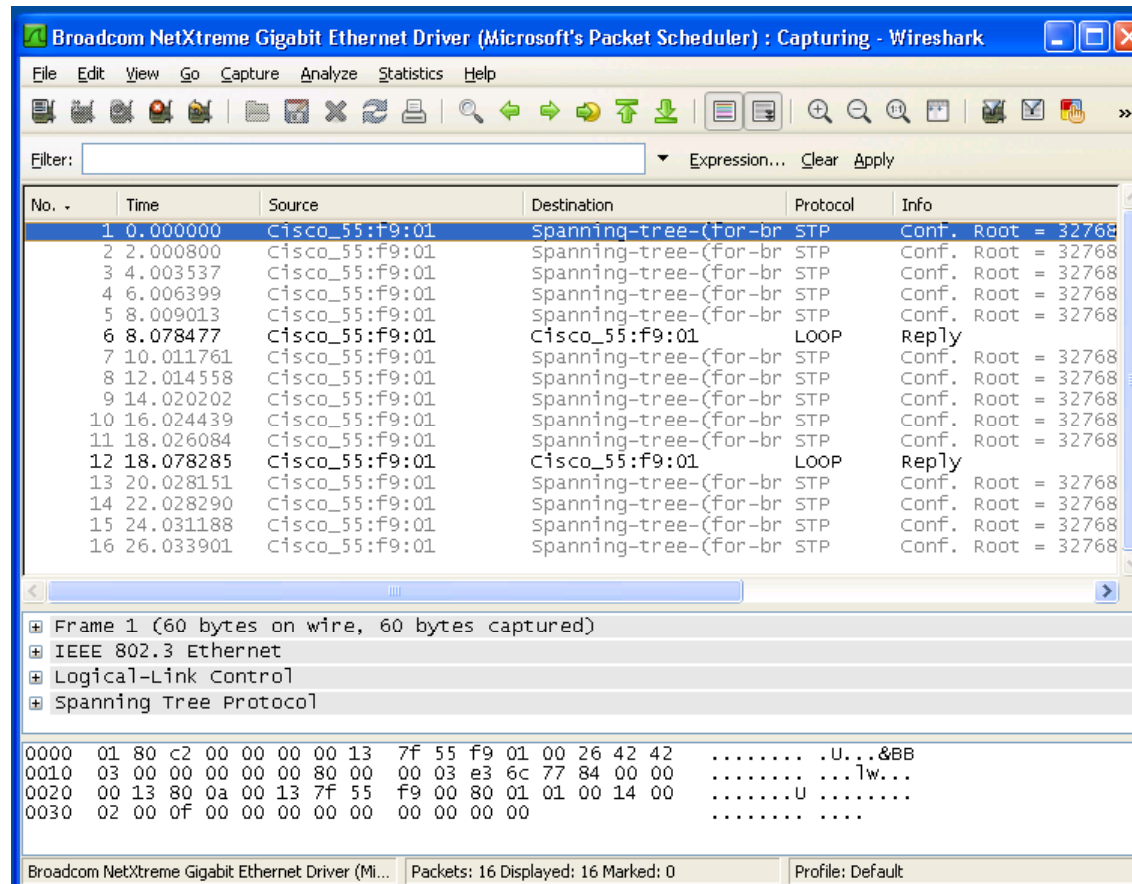 Broadcom NetXtreme Gigabit Ethernet Driver (Microsoft's Packet Scheduler) : Capturing - Wireshark
File Edit View Go Capture Analyze Statistics Help
Filter: Expression... Clear Apply
No. Time Source Destination Protocol Info
1 0.000000 Cisco_55:f9:01 Spanning-tree-(for-br STP Conf. Root = 32768
2 2.000800 Cisco_55:f9:01 Spanning-tree-(for-br STP Conf. Root = 32768
3 4.003537 Cisco_55:f9:01 Spanning-tree-(for-br STP Conf. Root = 32768
4 6.006399 Cisco_55:f9:01 Spanning-tree-(for-br STP Conf. Root = 32768
5 8.009013 Cisco_55:f9:01 Spanning-tree-(for-br STP Conf. Root = 32768
6 8.078477 Cisco_55:f9:01 Cisco_55:f9:01 LOOP Reply
7 10.011761 Cisco_55:f9:01 Spanning-tree-(for-br STP Conf. Root = 32768
8 12.014558 Cisco_55:f9:01 Spanning-tree-(for-br STP Conf. Root = 32768
9 14.020202 Cisco_55:f9:01 Spanning-tree-(for-br STP Conf. Root = 32768
10 16.024439 Cisco_55:f9:01 Spanning-tree-(for-br STP Conf. Root = 32768
11 18.026084 Cisco_55:f9:01 Spanning-tree-(for-br STP Conf. Root = 32768
12 18.078285 Cisco_55:f9:01 Cisco_55:f9:01 LOOP Reply
13 20.028151 Cisco_55:f9:01 Spanning-tree-(for-br STP Conf. Root = 32768
14 22.028290 Cisco_55:f9:01 Spanning-tree-(for-br STP Conf. Root = 32768
15 24.031188 Cisco_55:f9:01 Spanning-tree-(for-br STP Conf. Root = 32768
16 26.033901 Cisco_55:f9:01 Spanning-tree-(for-br STP Conf. Root = 32768
Frame 1 (60 bytes on wire, 60 bytes captured)
IEEE 802.3 Ethernet
Logical-Link Control
Spanning Tree Protocol
0000 01 80 c2 00 00 00 00 13 7f 55 f9 01 00 26 42 42 ........ .U...&BB
0010 03 00 00 00 00 00 80 00 00 03 e3 6c 77 84 00 00 ........ ...lw...
0020 00 13 80 0a 00 13 7f 55 f9 00 80 01 01 00 14 00 .......U ........
0030 02 00 0f 00 00 00 00 00 00 00 00 00 ........ ....
Broadcom NetXtreme Gigabit Ethernet Driver (Mi... Packets: 16 Displayed: 16 Marked: 0 Profile: Default